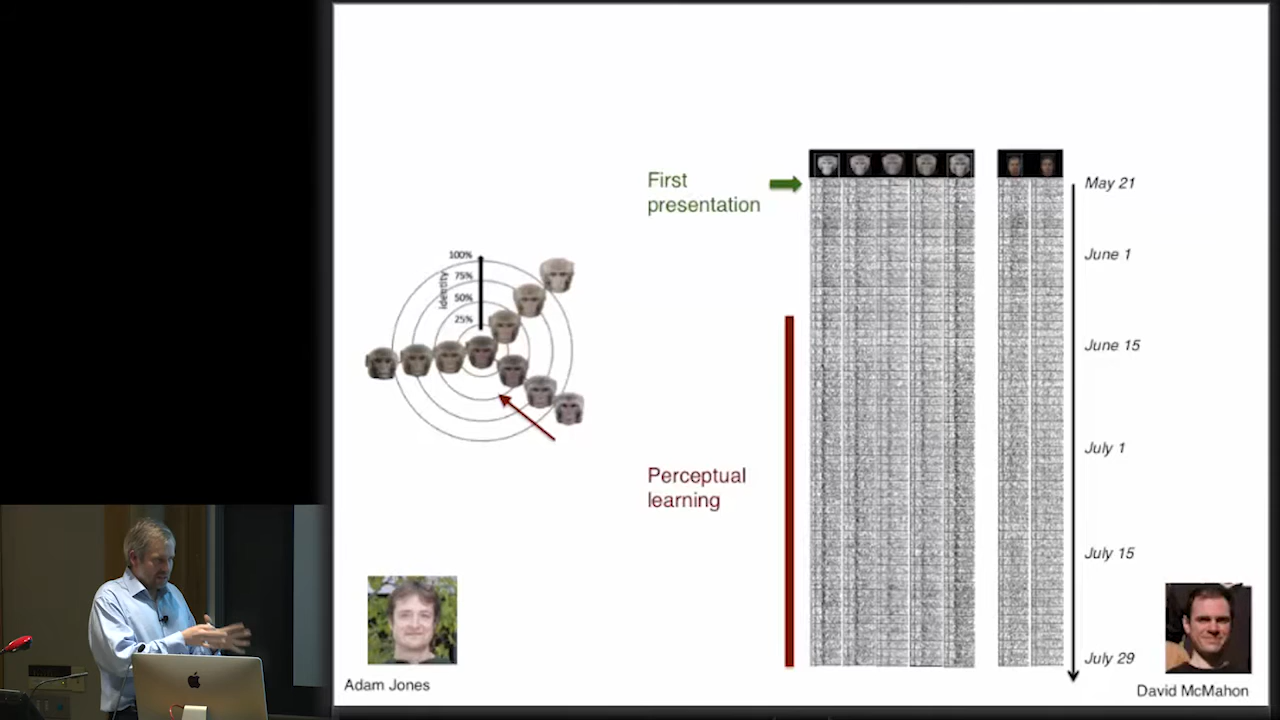 First
presentation
May 21
June 1
June 15
July 1
July 15
July 29
100%
75%
50%
25%
identity
Perceptual
learning
Adam Jones
David McMahon